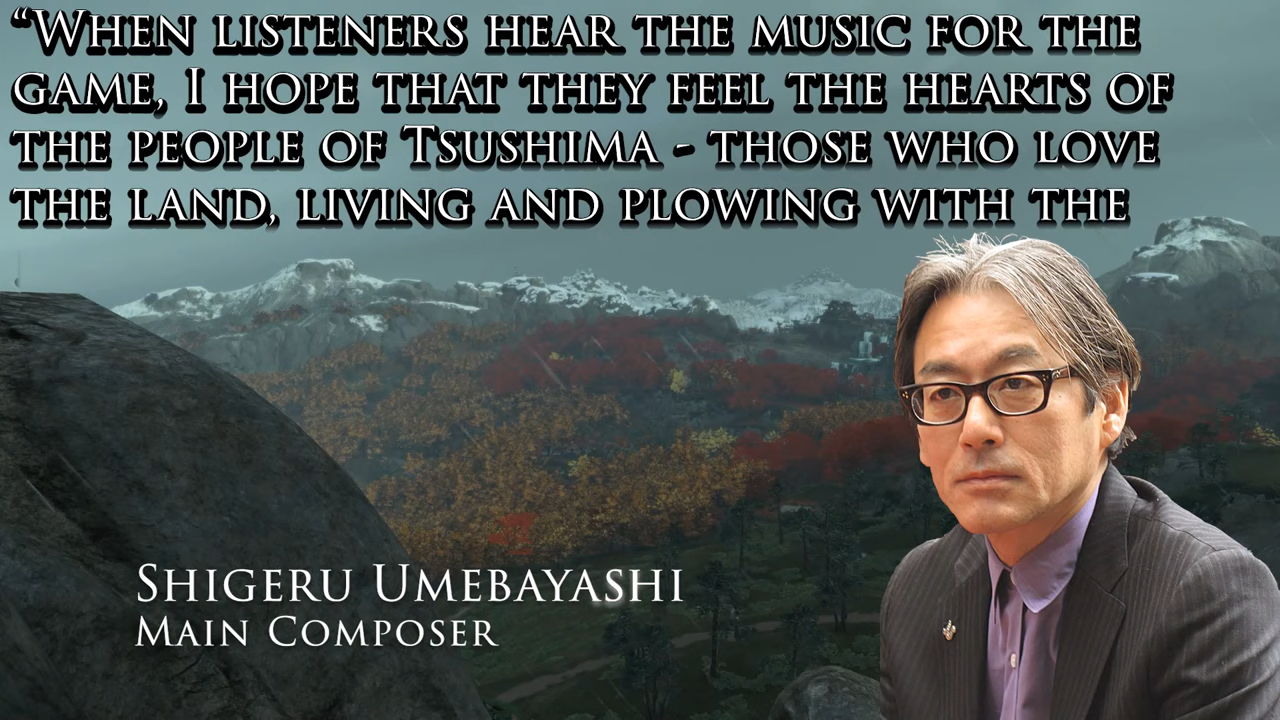 “When listeners hear the music for the
game, I hope that they feel the hearts of
the people of Tsushima - those who love
the land, living and plowing with the
Shigeru Umebayashi
Main Composer